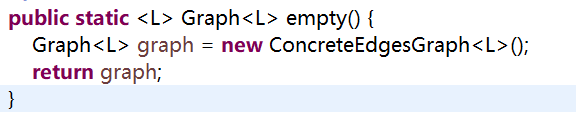 public static <L> Graph<L> empty() {
Graph<L> graph = new ConcreteEdgesGraph<L>();
return graph;
}